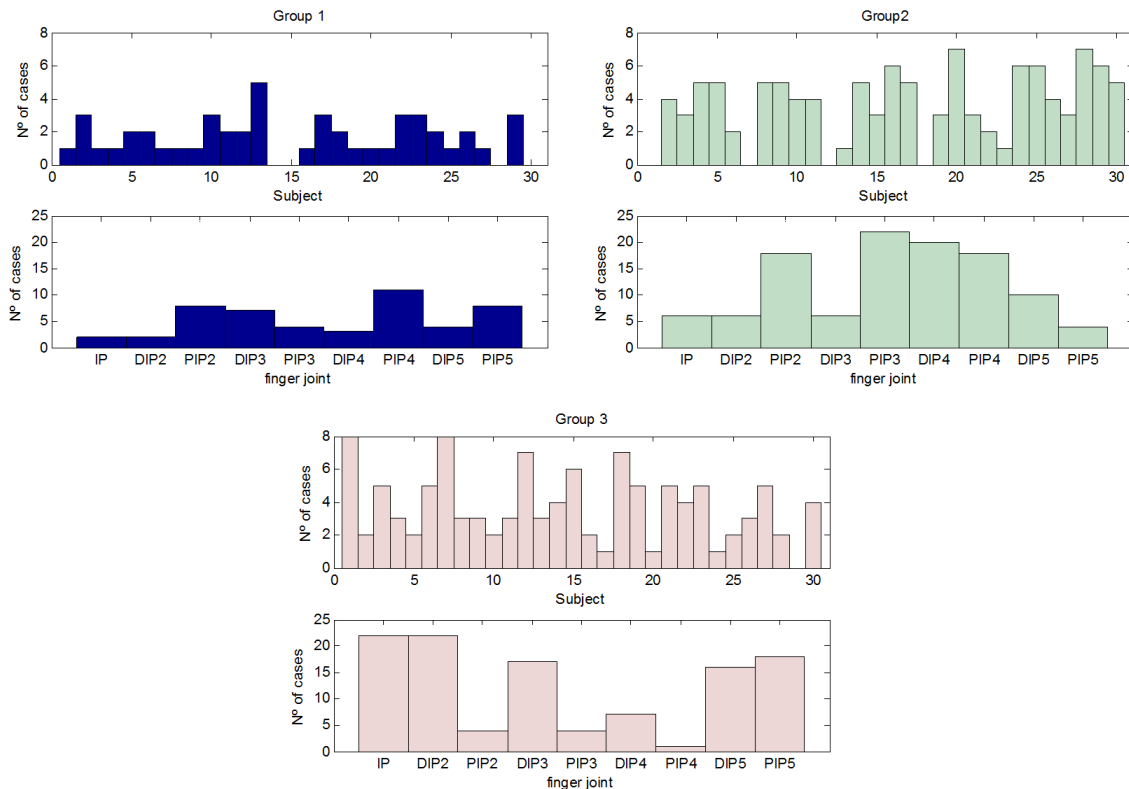 Group 1
8
6
4
2
0
Nº of cases
0 5 10 15 20 25 30
Subject
25
20
15
10
5
0
Nº of cases
IP DIP2 PIP2 DIP3 PIP3 DIP4 PIP4 DIP5 PIP5
finger joint
Group2
8
6
4
2
0
Nº of cases
0 5 10 15 20 25 30
Subject
25
20
15
10
5
0
Nº of cases
IP DIP2 PIP2 DIP3 PIP3 DIP4 PIP4 DIP5 PIP5
finger joint
Group 3
8
6
4
2
0
Nº of cases
0 5 10 15 20 25 30
Subject
25
20
15
10
5
0
Nº of cases
IP DIP2 PIP2 DIP3 PIP3 DIP4 PIP4 DIP5 PIP5
finger joint